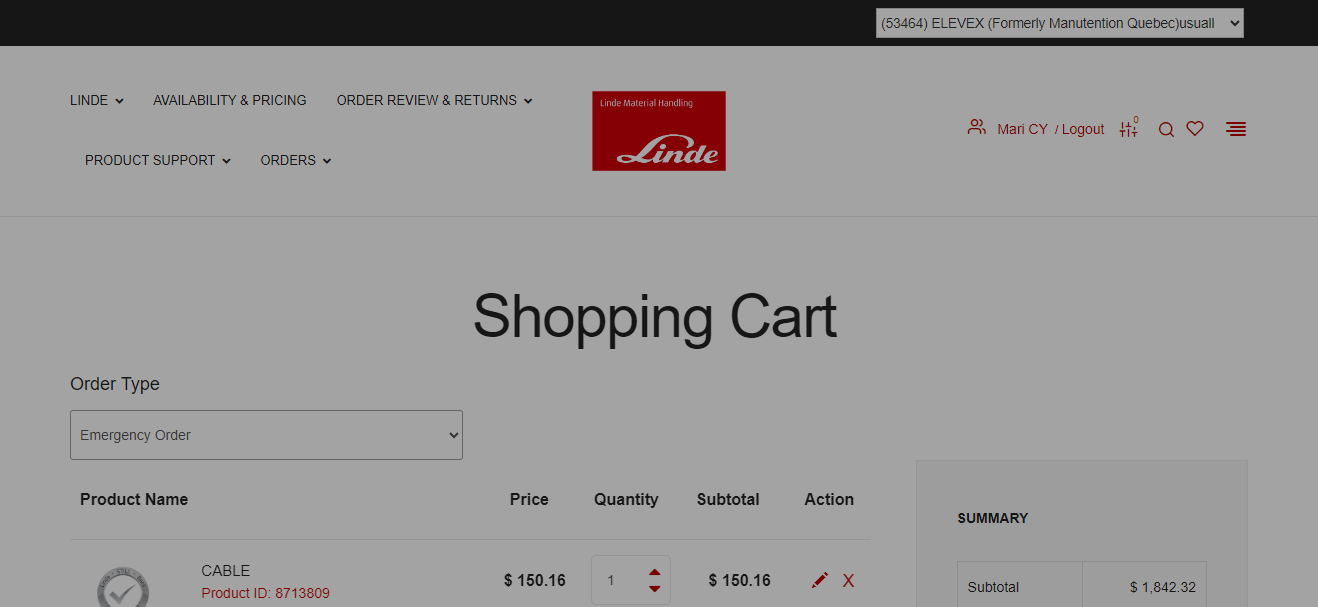 (53464) ELEVEX (Formerly Manutention Quebec)usuall
LINDE
AVAILABILITY & PRICING
ORDER REVIEW & RETURNS
Linde Material Handling
Linde
Mari CY / Logout
0
PRODUCT SUPPORT
ORDERS
Shopping Cart
Order Type
Emergency Order
Product Name Price Quantity Subtotal Action
SUMMARY
CABLE
Product ID: 8713809
$ 150.16 1 $ 150.16 X
Subtotal $ 1,842.32